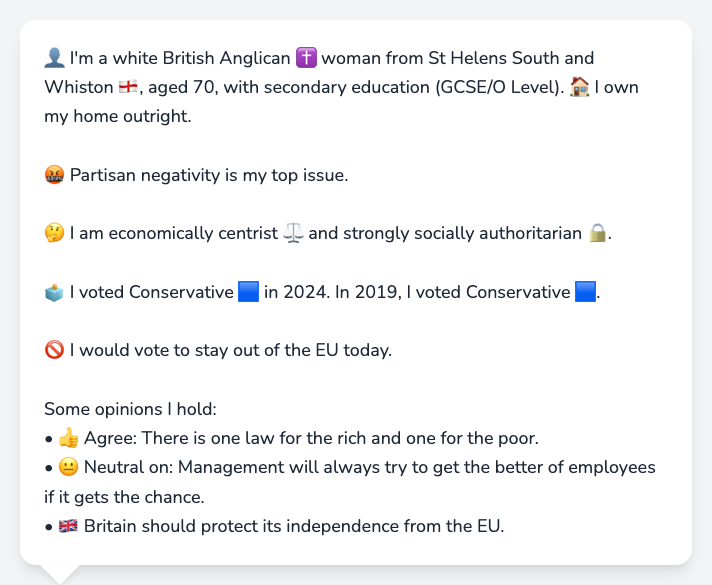 👤 I'm a white British Anglican ✝️ woman from St Helens South and
Whiston 🏴󠁧󠁢󠁥󠁮󠁧󠁿, aged 70, with secondary education (GCSE/O Level). 🏠 I own
my home outright.
🤬 Partisan negativity is my top issue.
🤔 I am economically centrist ⚖️ and strongly socially authoritarian 🔒.
🗳️ I voted Conservative 🟦 in 2024. In 2019, I voted Conservative 🟦.
🚫 I would vote to stay out of the EU today.
Some opinions I hold:
• 👍 Agree: There is one law for the rich and one for the poor.
• 😐 Neutral on: Management will always try to get the better of employees
if it gets the chance.
• 🇬🇧 Britain should protect its independence from the EU.